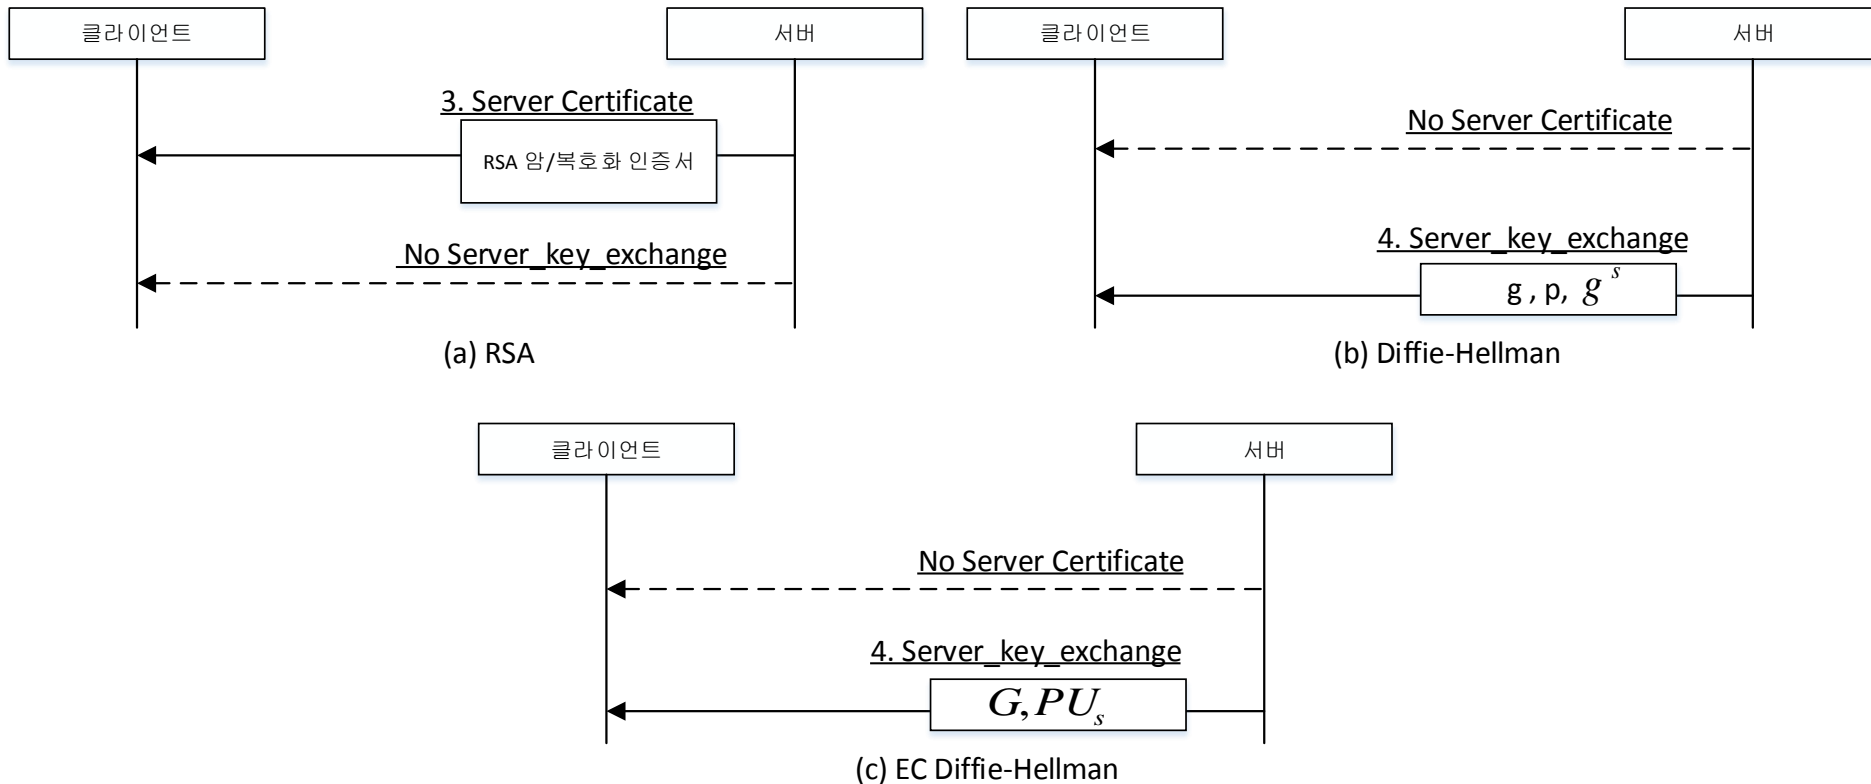 클라이언트
서버
3. Server Certificate
RSA 암/복호화 인증서
No Server_key_exchange
(a) RSA
클라이언트
서버
No Server Certificate
4. Server_key_exchange
g , p, g^s
(b) Diffie-Hellman
클라이언트
서버
No Server Certificate
4. Server_key_exchange
G, PU_s
(c) EC Diffie-Hellman